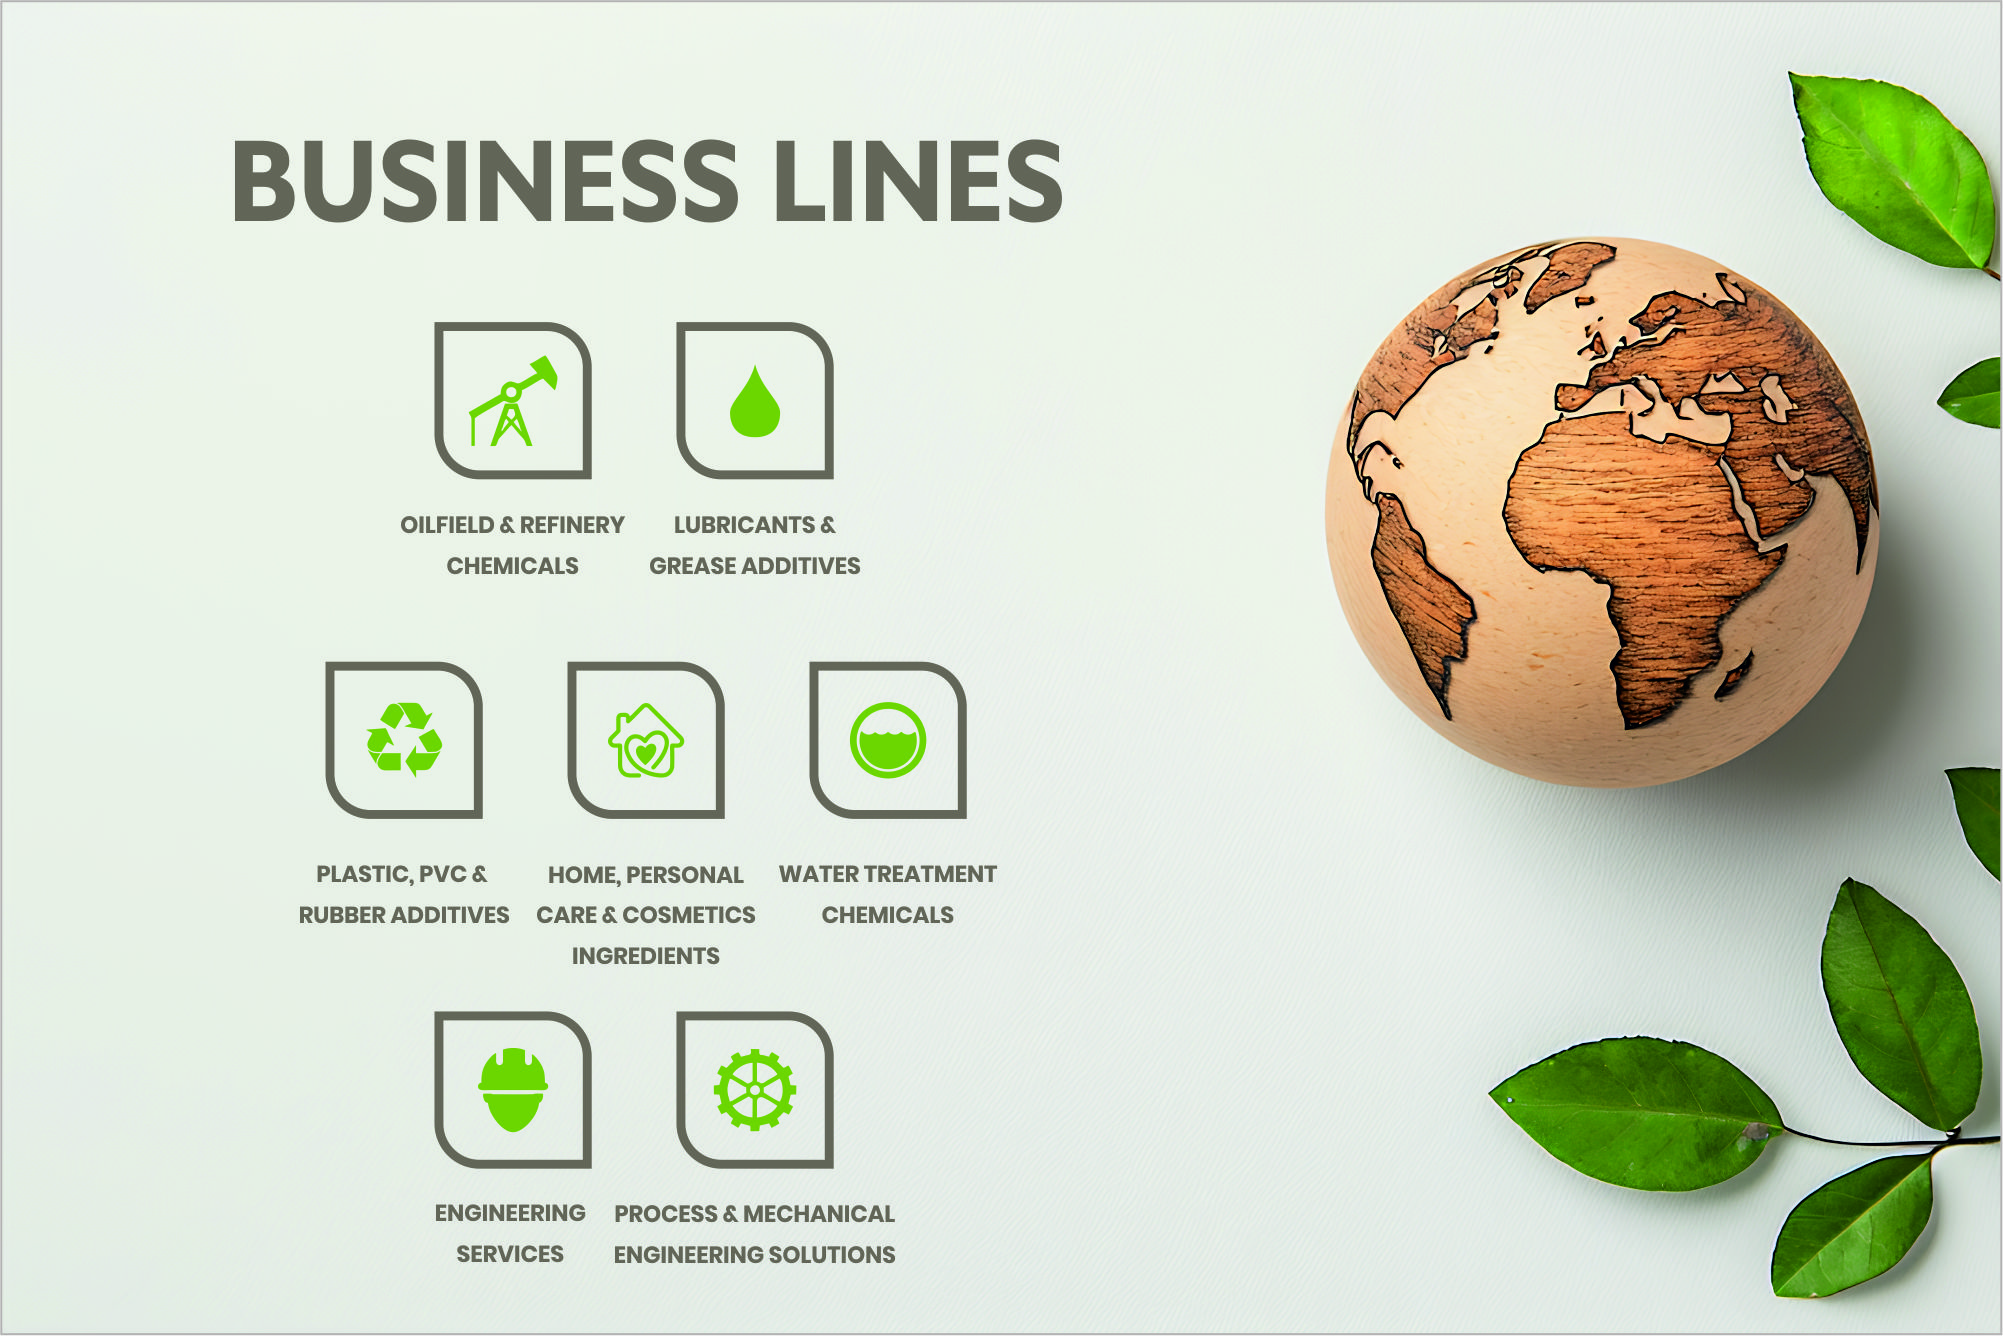 BUSINESS LINES
OILFIELD & REFINERY
CHEMICALS
LUBRICANTS &
GREASE ADDITIVES
PLASTIC, PVC &
RUBBER ADDITIVES
HOME, PERSONAL
CARE & COSMETICS
INGREDIENTS
WATER TREATMENT
CHEMICALS
ENGINEERING
SERVICES
PROCESS & MECHANICAL
ENGINEERING SOLUTIONS